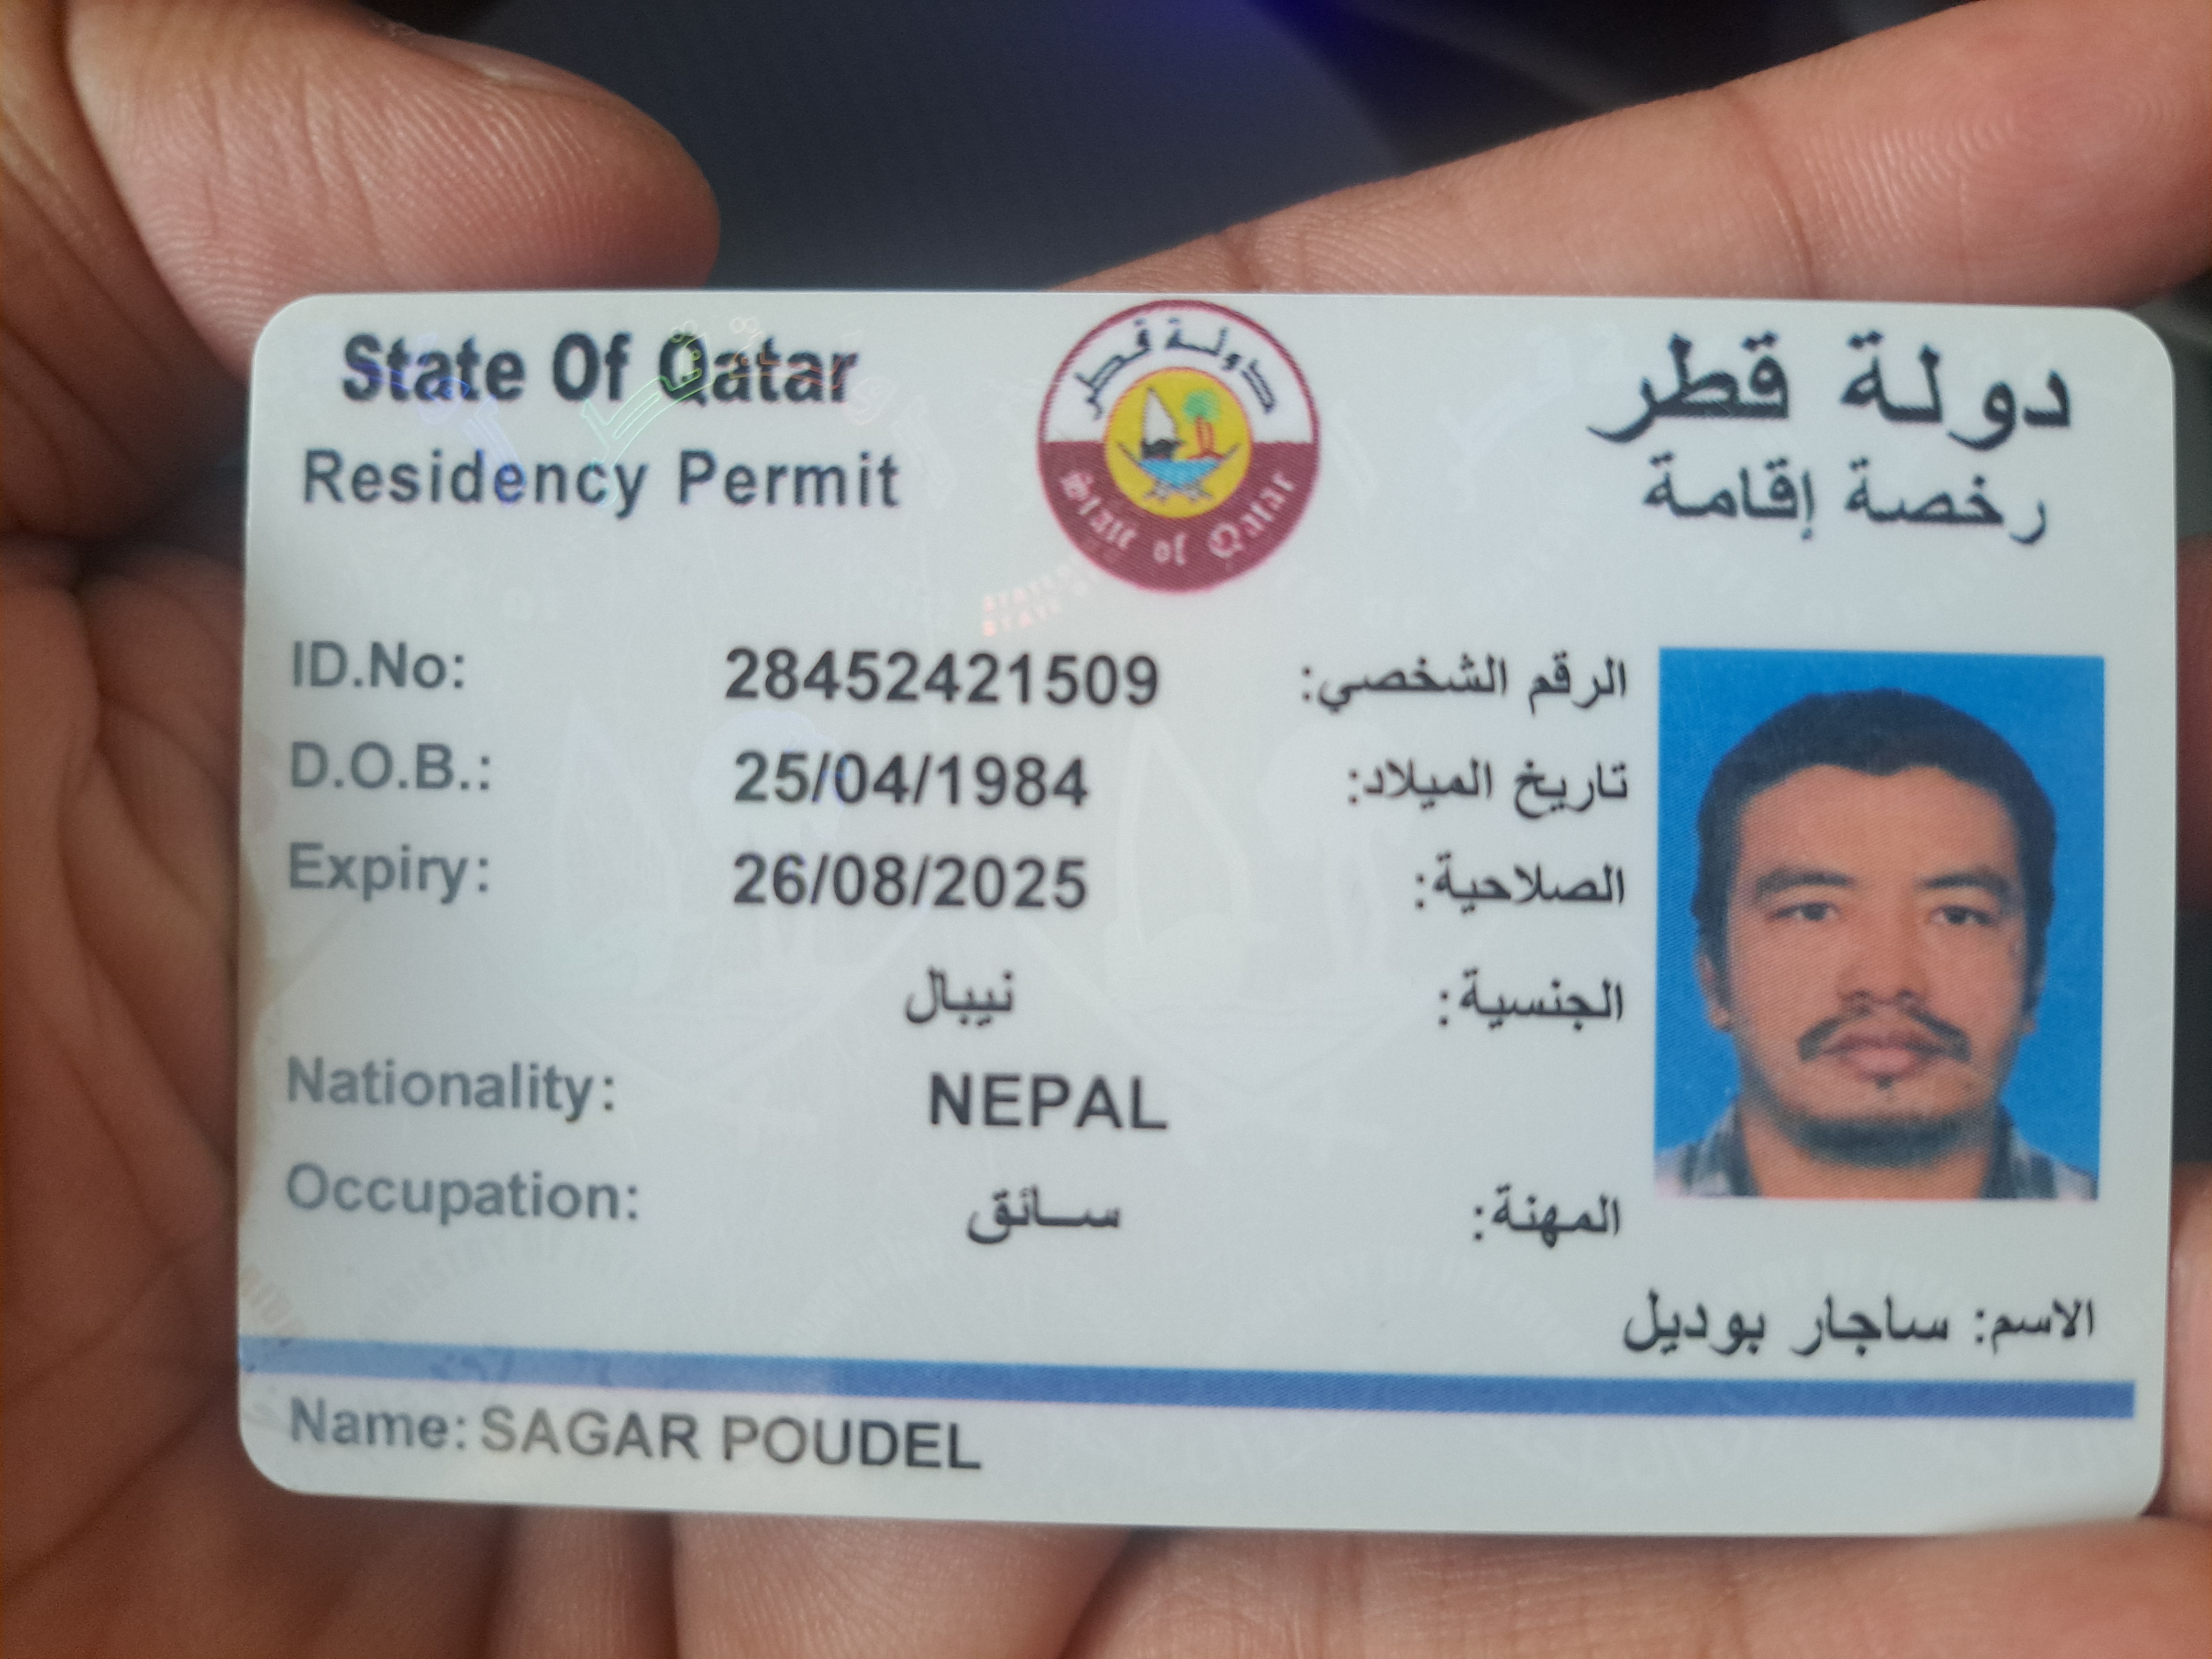 State Of Qatar
دولة قطر
Residency Permit
رخصة إقامة
دولة قطر
State of Qatar
ID.No: 28452421509 الرقم الشخصي:
D.O.B.: 25/04/1984 تاريخ الميلاد:
Expiry: 26/08/2025 الصلاحية:
نيبال الجنسية:
Nationality: NEPAL
Occupation: سائق المهنة:
الاسم: ساجار بوديل
Name: SAGAR POUDEL